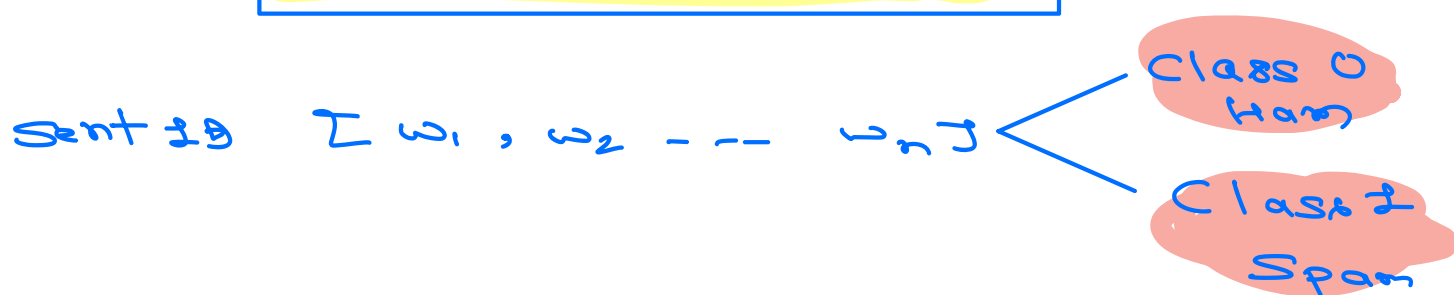 Sent 1 [ w1 , w2 - - - wn ]
Class 0
Ham
Class 1
Spam